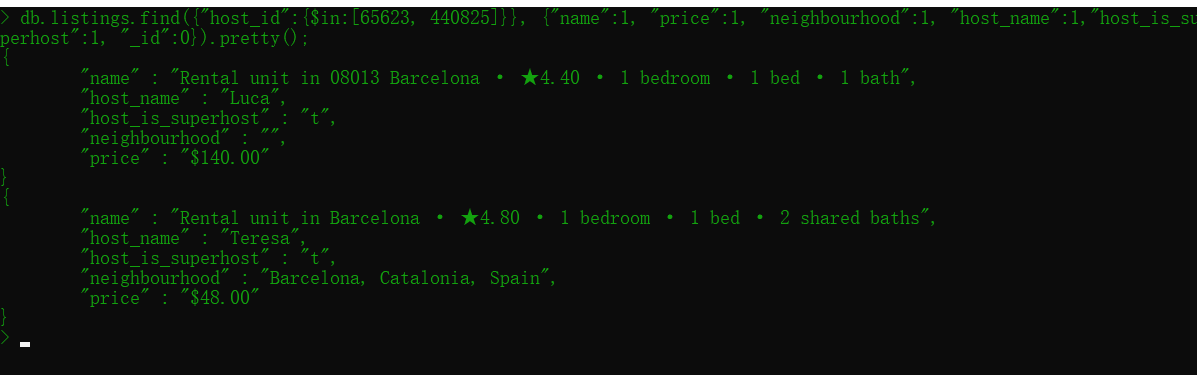 > db.listings.find({"host_id":{$in:[65623, 440825]}}, {"name":1, "price":1, "neighbourhood":1, "host_name":1,"host_is_su
perhost":1, "_id":0}).pretty();
{
"name" : "Rental unit in 08013 Barcelona · ★4.40 · 1 bedroom · 1 bed · 1 bath",
"host_name" : "Luca",
"host_is_superhost" : "t",
"neighbourhood" : "",
"price" : "$140.00"
}
{
"name" : "Rental unit in Barcelona · ★4.80 · 1 bedroom · 1 bed · 2 shared baths",
"host_name" : "Teresa",
"host_is_superhost" : "t",
"neighbourhood" : "Barcelona, Catalonia, Spain",
"price" : "$48.00"
}
>